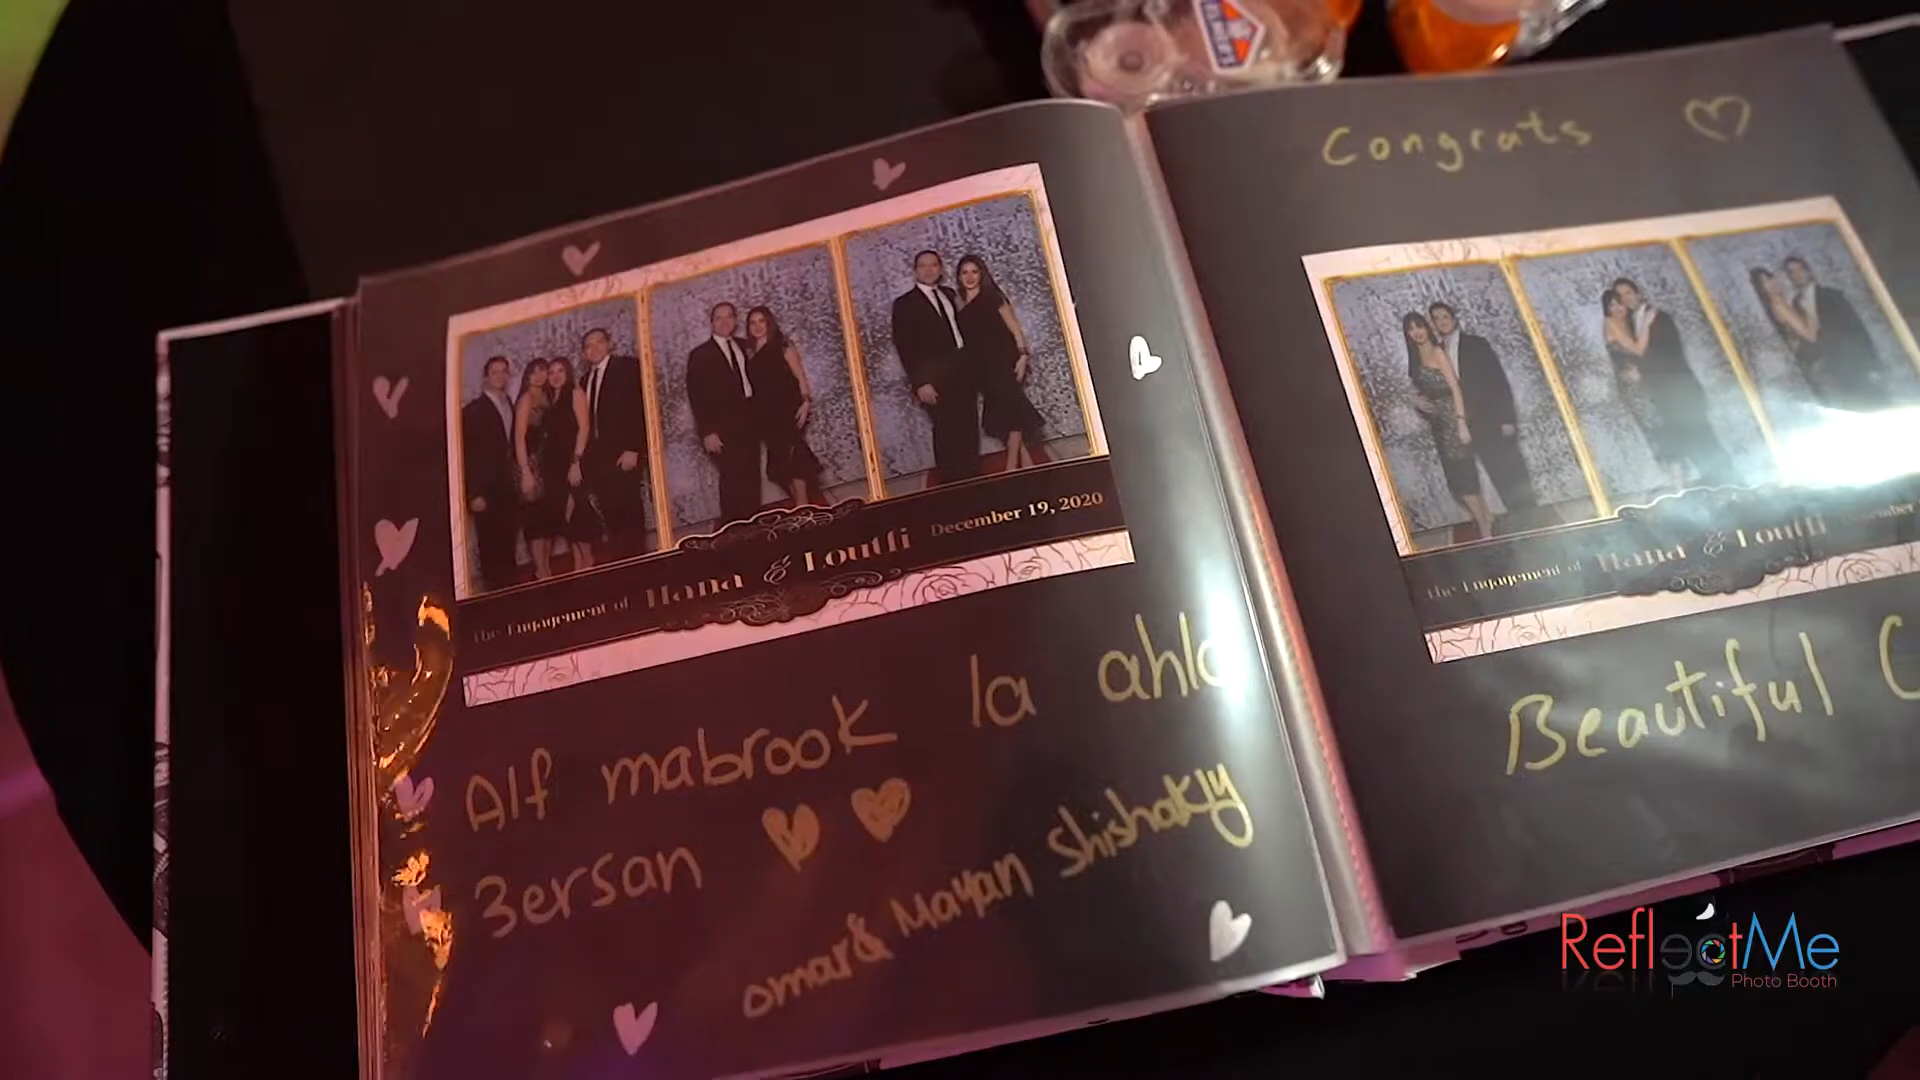 The Engagement of Hana & Loutfi December 19, 2020
Alf mabrook la ahla
3ersan
omar & Mayan Shishakly
Congrats
The Engagement of Hana & Loutfi
Beautiful
ReflectMe
Photo Booth